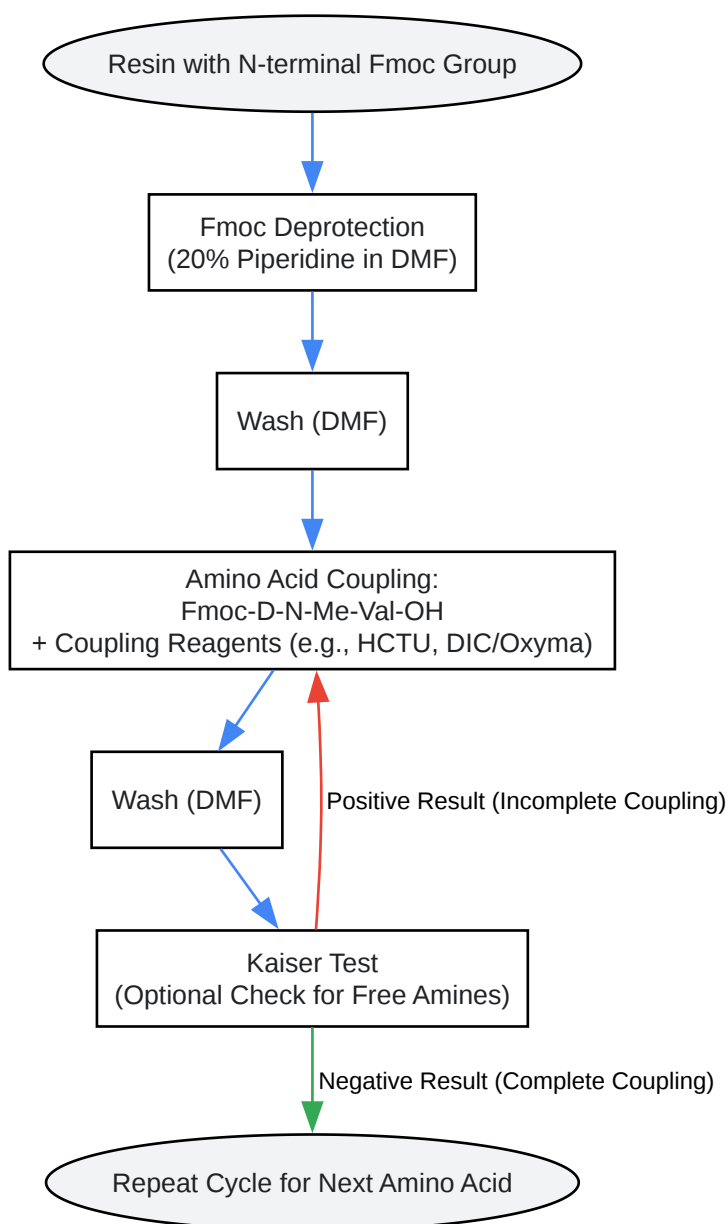 Resin with N-terminal Fmoc Group
Fmoc Deprotection
(20% Piperidine in DMF)
Wash (DMF)
Amino Acid Coupling:
Fmoc-D-N-Me-Val-OH
+ Coupling Reagents (e.g., HCTU, DIC/Oxyma)
Wash (DMF)
Positive Result (Incomplete Coupling)
Kaiser Test
(Optional Check for Free Amines)
Negative Result (Complete Coupling)
Repeat Cycle for Next Amino Acid